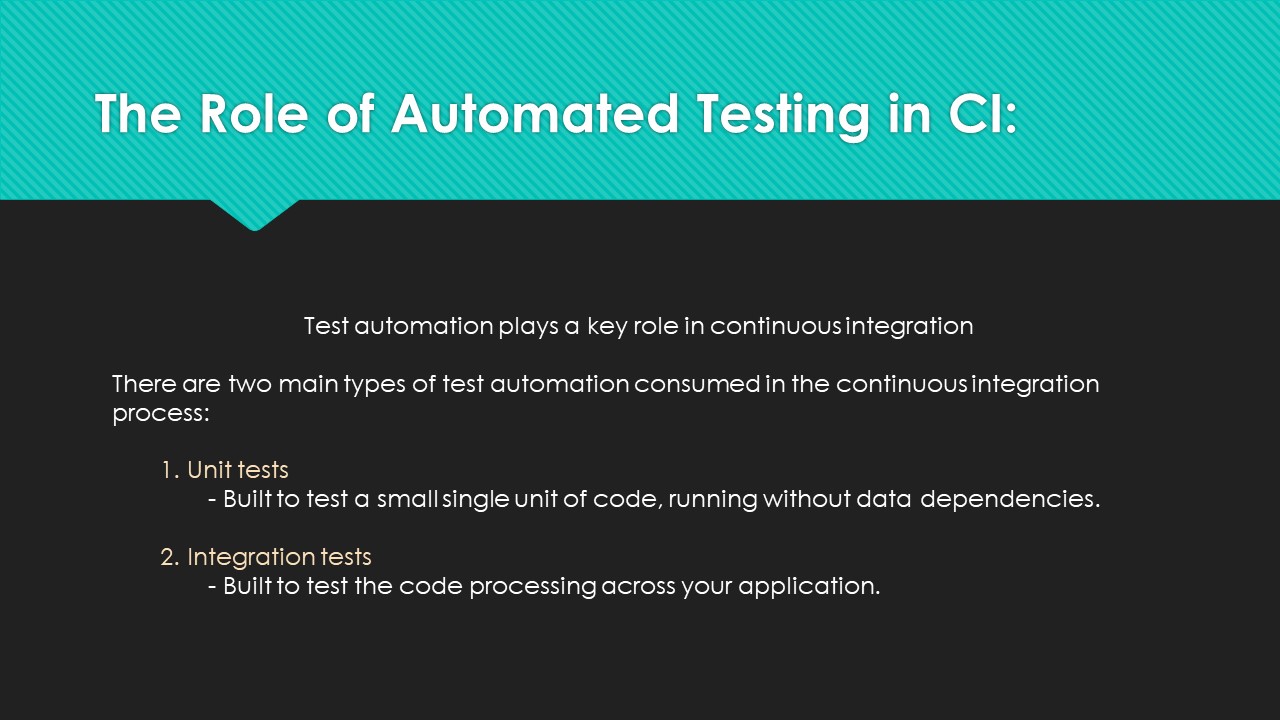 The Role of Automated Testing in CI:
Test automation plays a key role in continuous integration
There are two main types of test automation consumed in the continuous integration
process:
1. Unit tests
- Built to test a small single unit of code, running without data dependencies.
2. Integration tests
- Built to test the code processing across your application.